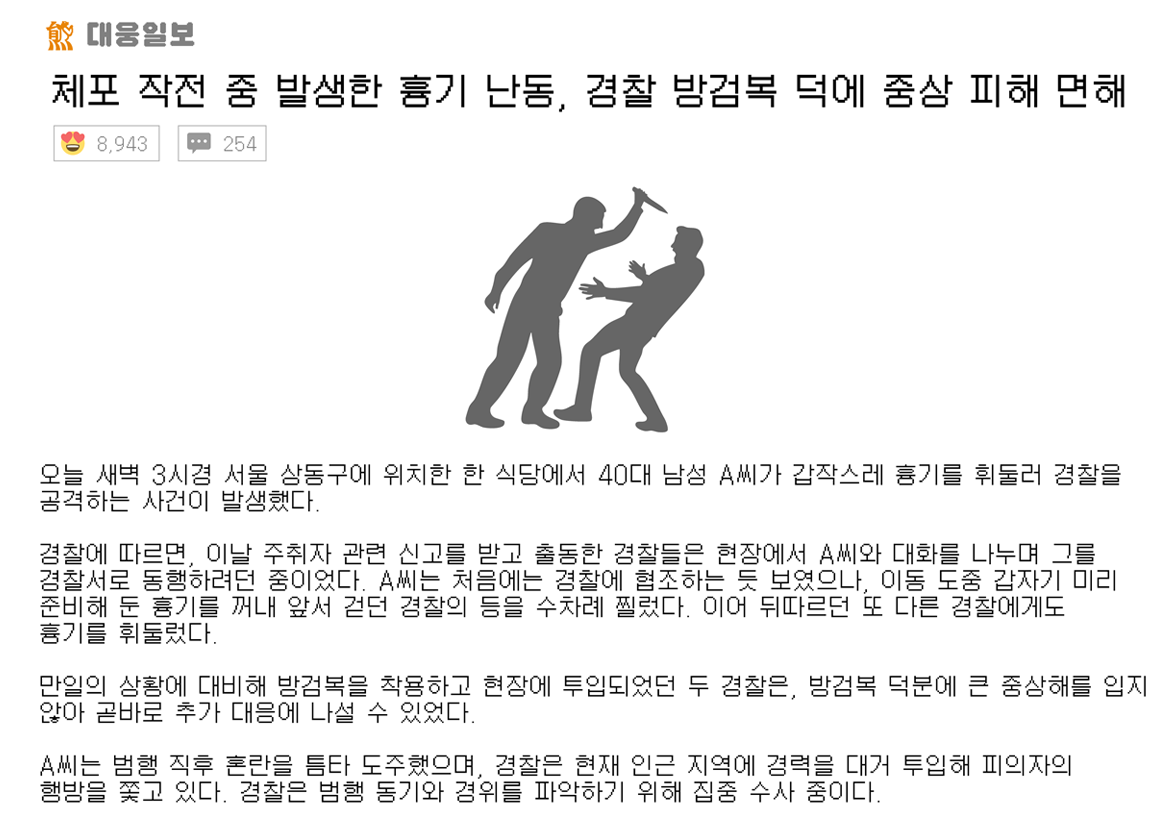 熊 대웅일보
체포 작전 중 발생한 흉기 난동, 경찰 방검복 덕에 중상 피해 면해
8,943 254
오늘 새벽 3시경 서울 상동구에 위치한 한 식당에서 40대 남성 A씨가 갑작스레 흉기를 휘둘러 경찰을
공격하는 사건이 발생했다.
경찰에 따르면, 이날 주취자 관련 신고를 받고 출동한 경찰들은 현장에서 A씨와 대화를 나누며 그를
경찰서로 동행하려던 중이었다. A씨는 처음에는 경찰에 협조하는 듯 보였으나, 이동 도중 갑자기 미리
준비해 둔 흉기를 꺼내 앞서 걷던 경찰의 등을 수차례 찔렀다. 이어 뒤따르던 또 다른 경찰에게도
흉기를 휘둘렀다.
만일의 상황에 대비해 방검복을 착용하고 현장에 투입되었던 두 경찰은, 방검복 덕분에 큰 중상해를 입지
않아 곧바로 추가 대응에 나설 수 있었다.
A씨는 범행 직후 혼란을 틈타 도주했으며, 경찰은 현재 인근 지역에 경력을 대거 투입해 피의자의
행방을 쫓고 있다. 경찰은 범행 동기와 경위를 파악하기 위해 집중 수사 중이다.